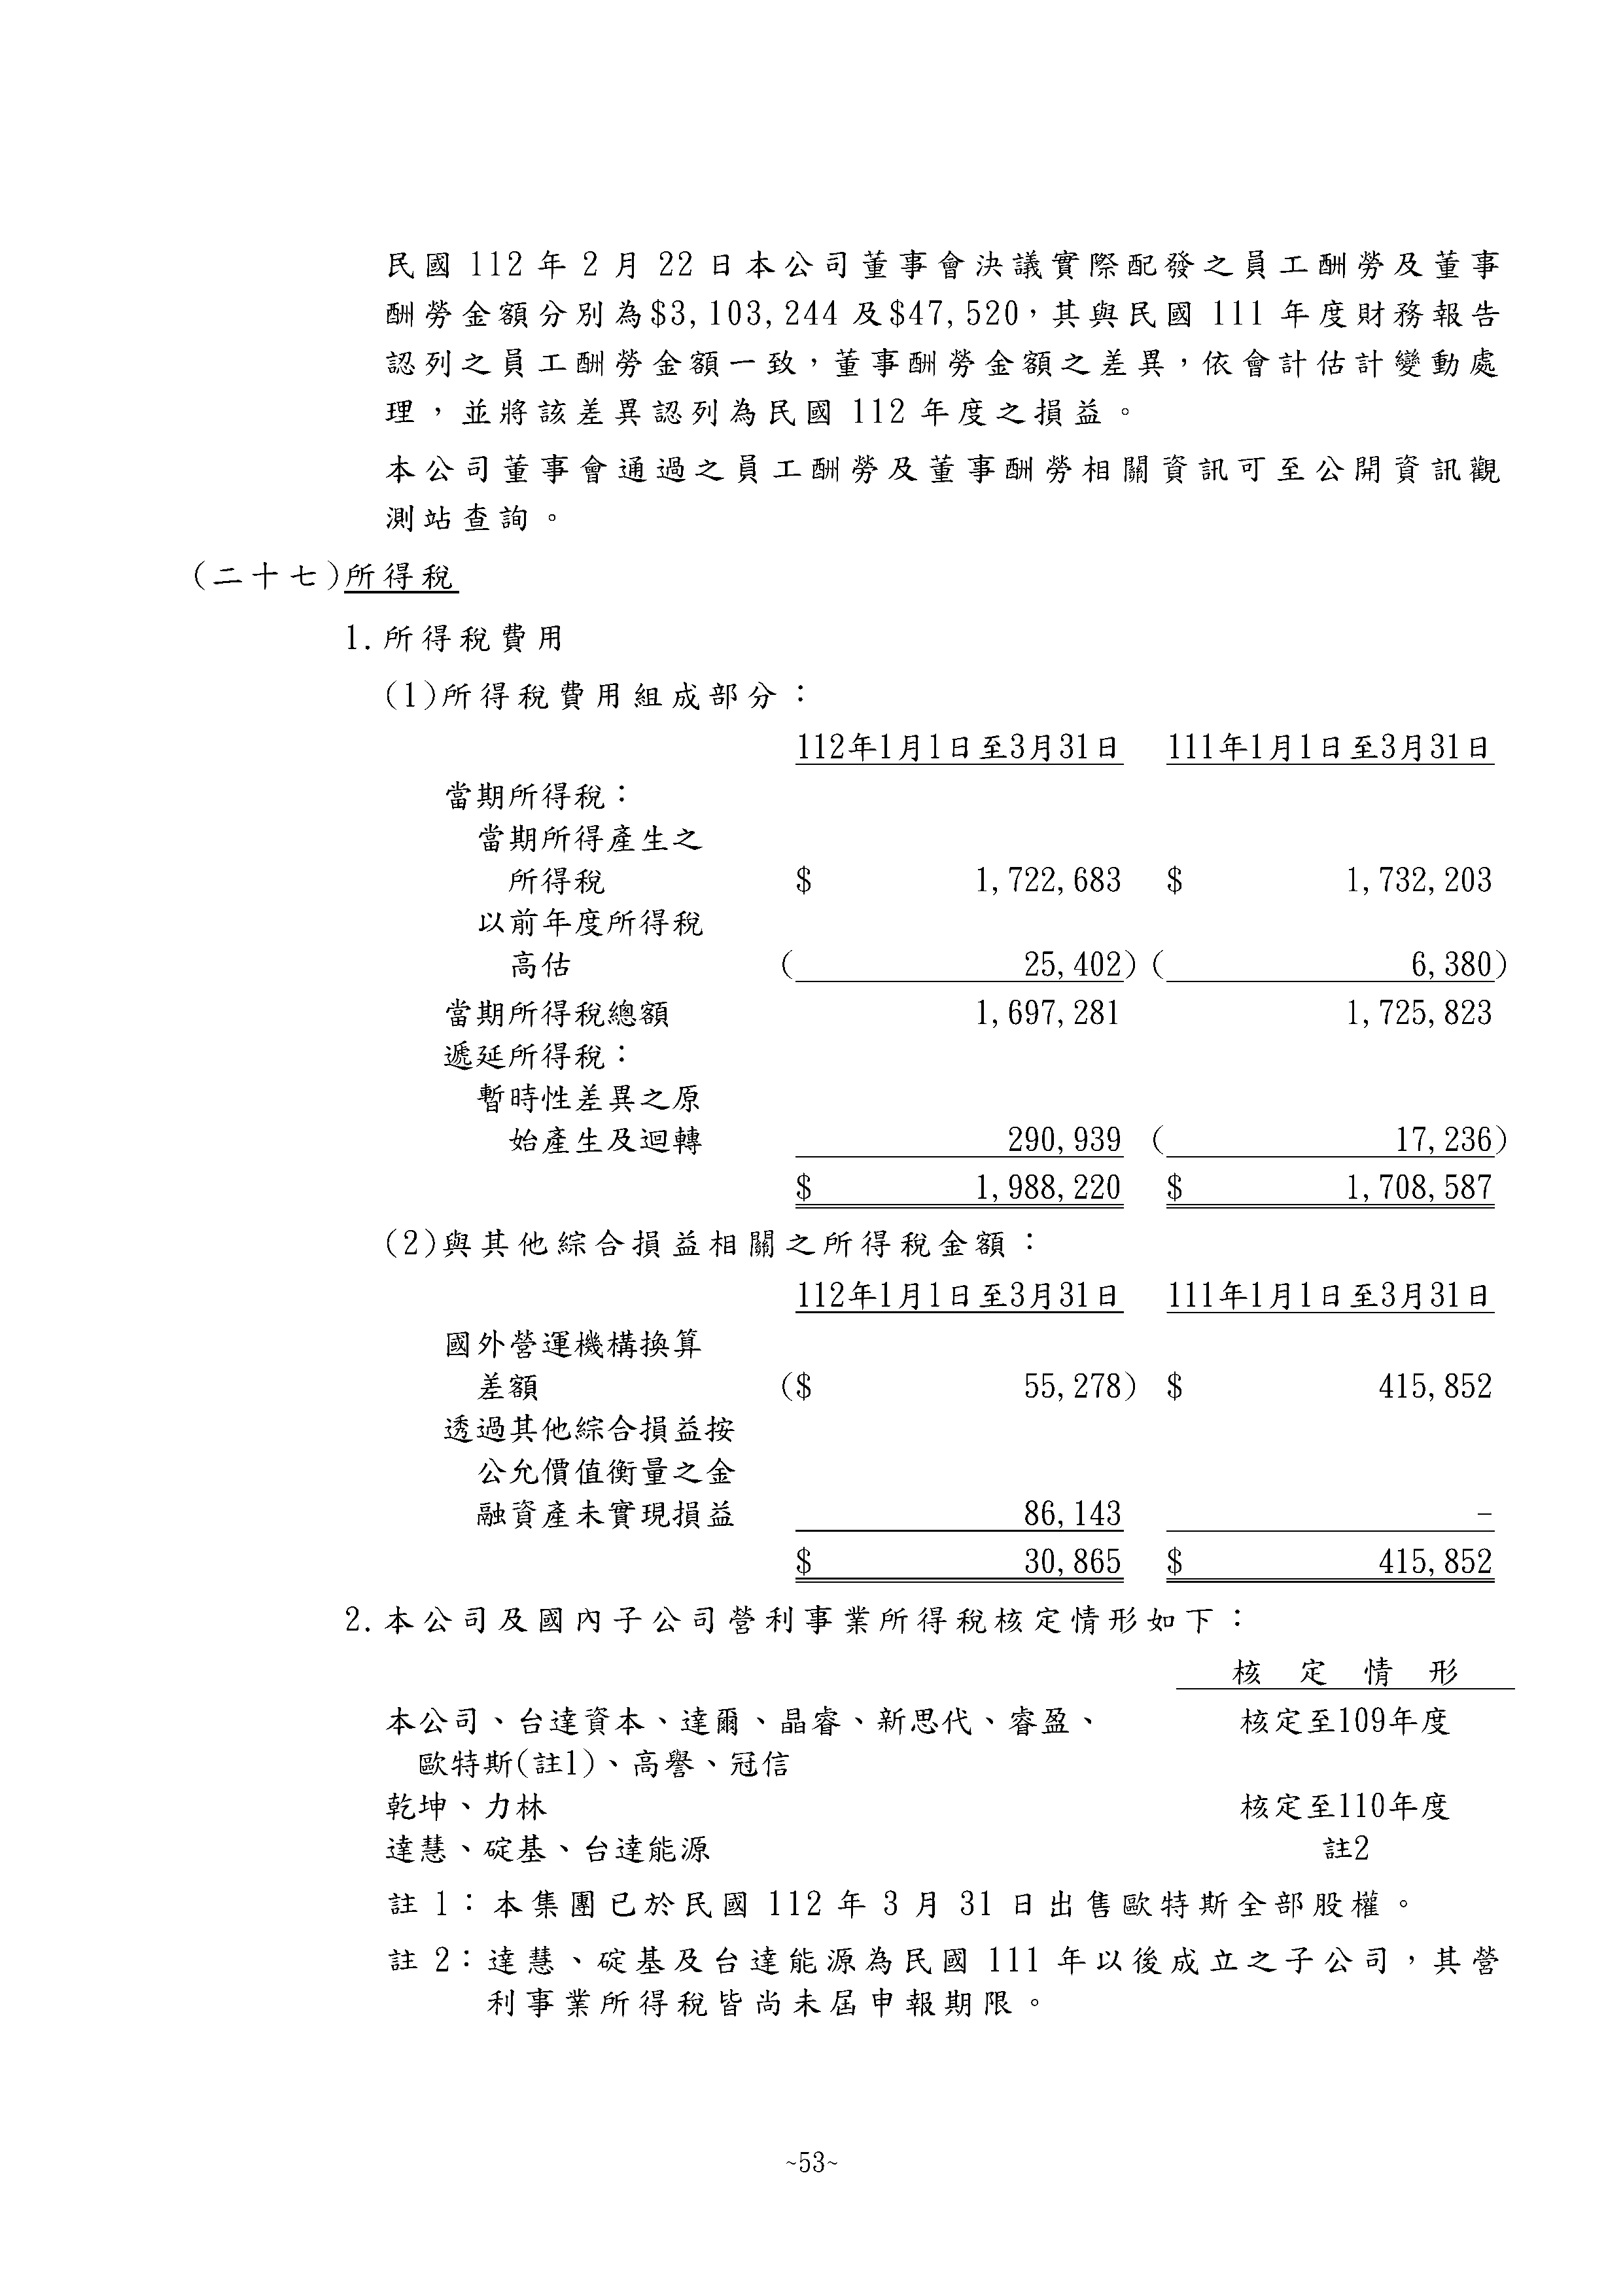 民國 112 年 2 月 22 日本公司董事會決議實際配發之員工酬勞及董事
酬勞金額分別為$3,103,244 及$47,520，其與民國 111 年度財務報告
認列之員工酬勞金額一致，董事酬勞金額之差異，依會計估計變動處
理，並將該差異認列為民國 112 年度之損益。
本公司董事會通過之員工酬勞及董事酬勞相關資訊可至公開資訊觀
測站查詢。
(二十七)所得稅
1.所得稅費用
(1)所得稅費用組成部分：
112年1月1日至3月31日 111年1月1日至3月31日
當期所得稅：
當期所得產生之
所得稅 $ 1,722,683 $ 1,732,203
以前年度所得稅
高估 ( 25,402) ( 6,380)
當期所得稅總額 1,697,281 1,725,823
遞延所得稅：
暫時性差異之原
始產生及迴轉 290,939 ( 17,236)
$ 1,988,220 $ 1,708,587
(2)與其他綜合損益相關之所得稅金額：
112年1月1日至3月31日 111年1月1日至3月31日
國外營運機構換算
差額 ($ 55,278) $ 415,852
透過其他綜合損益按
公允價值衡量之金
融資產未實現損益 86,143 -
$ 30,865 $ 415,852
2.本公司及國內子公司營利事業所得稅核定情形如下：
核 定 情 形
本公司、台達資本、達爾、晶睿、新思代、睿盈、 核定至109年度
歐特斯(註1)、高譽、冠信
乾坤、力林 核定至110年度
達慧、碇基、台達能源 註2
註 1：本集團已於民國 112 年 3 月 31 日出售歐特斯全部股權。
註 2：達慧、碇基及台達能源為民國 111 年以後成立之子公司，其營
利事業所得稅皆尚未屆申報期限。
~53~